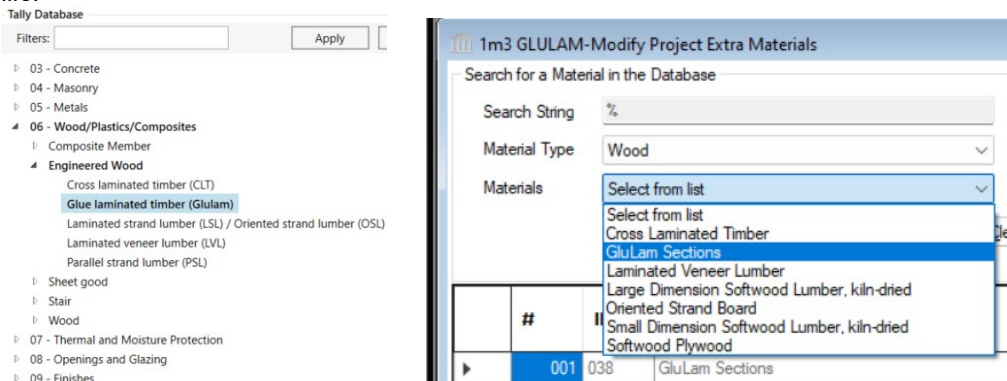 Tally Database
Filters:
Apply
03 - Concrete
04 - Masonry
05 - Metals
06 - Wood/Plastics/Composites
Composite Member
Engineered Wood
Cross laminated timber (CLT)
Glue laminated timber (Glulam)
Laminated strand lumber (LSL) / Oriented strand lumber (OSL)
Laminated veneer lumber (LVL)
Parallel strand lumber (PSL)
Sheet good
Stair
Wood
07 - Thermal and Moisture Protection
08 - Openings and Glazing
09 - Finishes
1m3 GLULAM-Modify Project Extra Materials
Search for a Material in the Database
Search String %
Material Type Wood
Materials Select from list
Select from list
Cross Laminated Timber
GluLam Sections
Laminated Veneer Lumber
Large Dimension Softwood Lumber, kiln-dried
Oriented Strand Board
Small Dimension Softwood Lumber, kiln-dried
Softwood Plywood
#
001 038 GluLam Sections